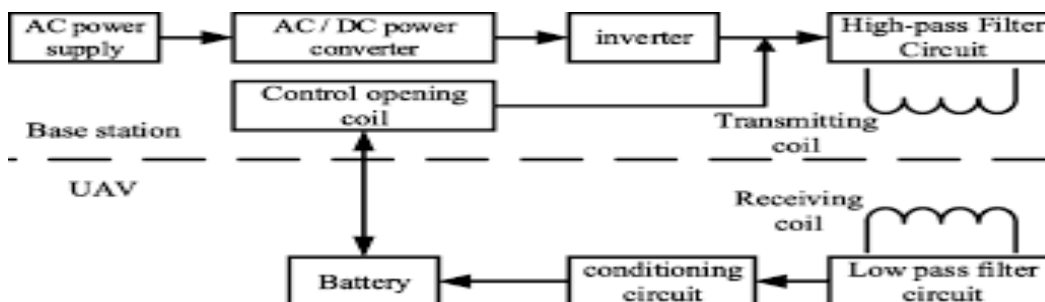 AC power
supply
AC / DC power
converter
inverter
High-pass Filter
Circuit
Control opening
coil
Transmitting
coil
Base station
UAV
Receiving
coil
Battery
conditioning
circuit
Low pass filter
circuit